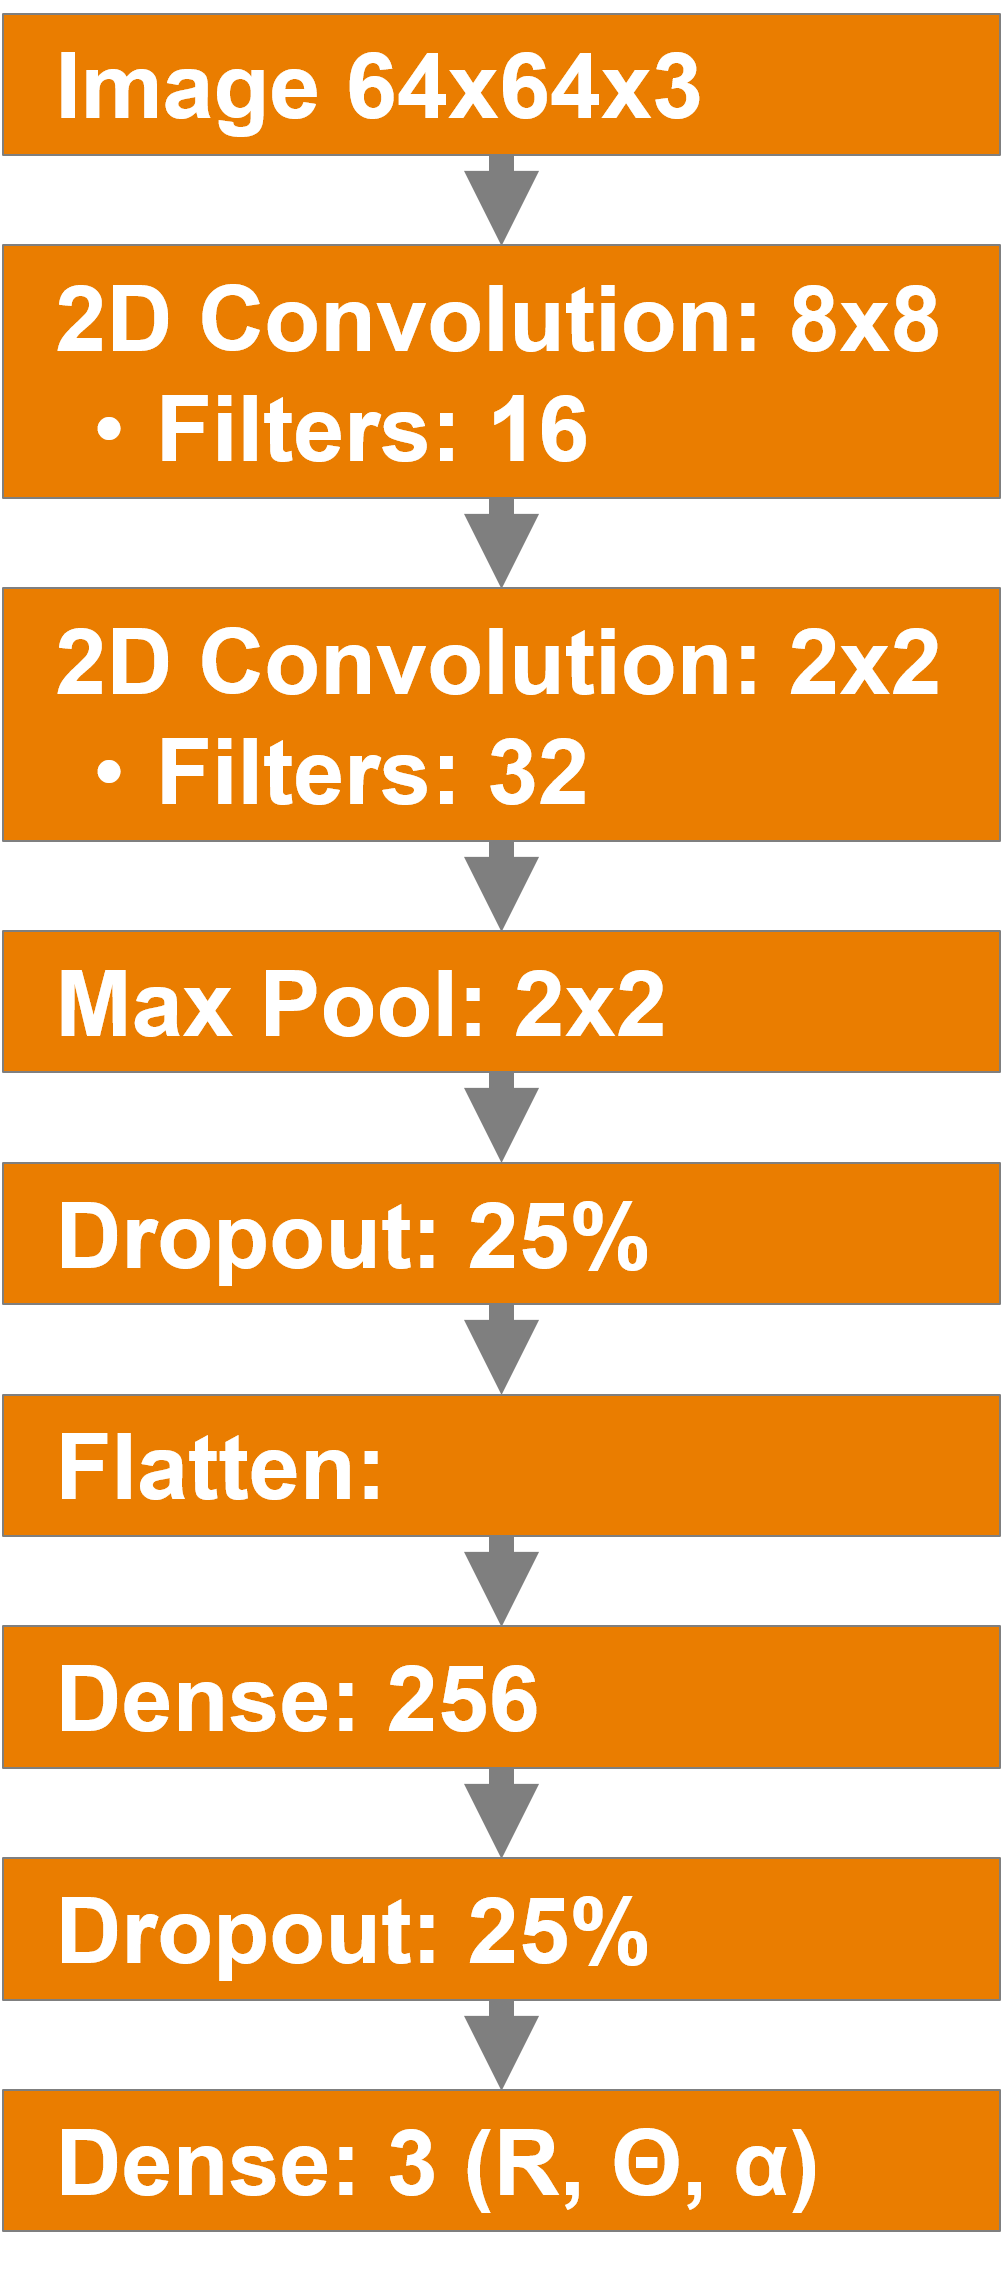 Image 64x64x3
2D Convolution: 8x8
• Filters: 16
2D Convolution: 2x2
• Filters: 32
Max Pool: 2x2
Dropout: 25%
Flatten:
Dense: 256
Dropout: 25%
Dense: 3 (R, Θ, α)